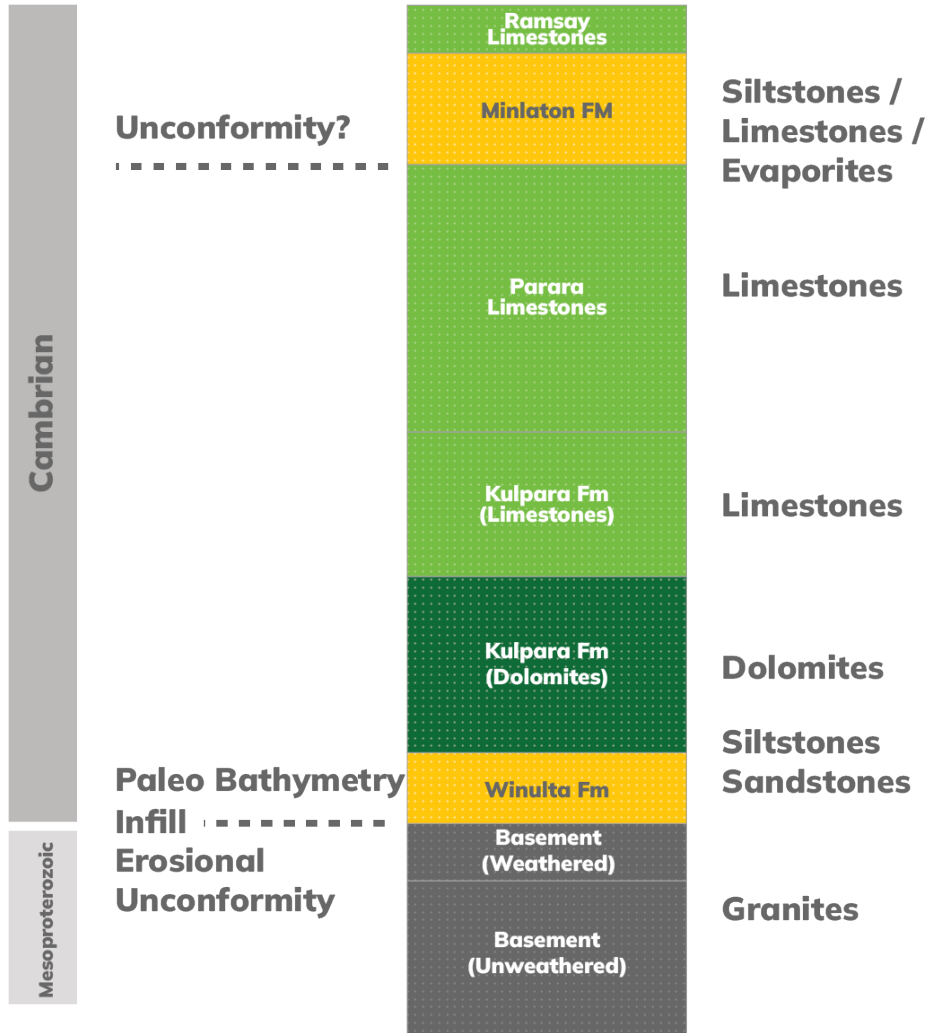 Ramsay
Limestones
Minlaton FM
Siltstones /
Limestones /
Evaporites
Unconformity?
Parara
Limestones
Limestones
Cambrian
Kulpara Fm
(Limestones)
Limestones
Kulpara Fm
(Dolomites)
Dolomites
Siltstones
Sandstones
Paleo Bathymetry
Infill
Winulta Fm
Erosional
Unconformity
Basement
(Weathered)
Mesoproterozoic
Granites
Basement
(Unweathered)